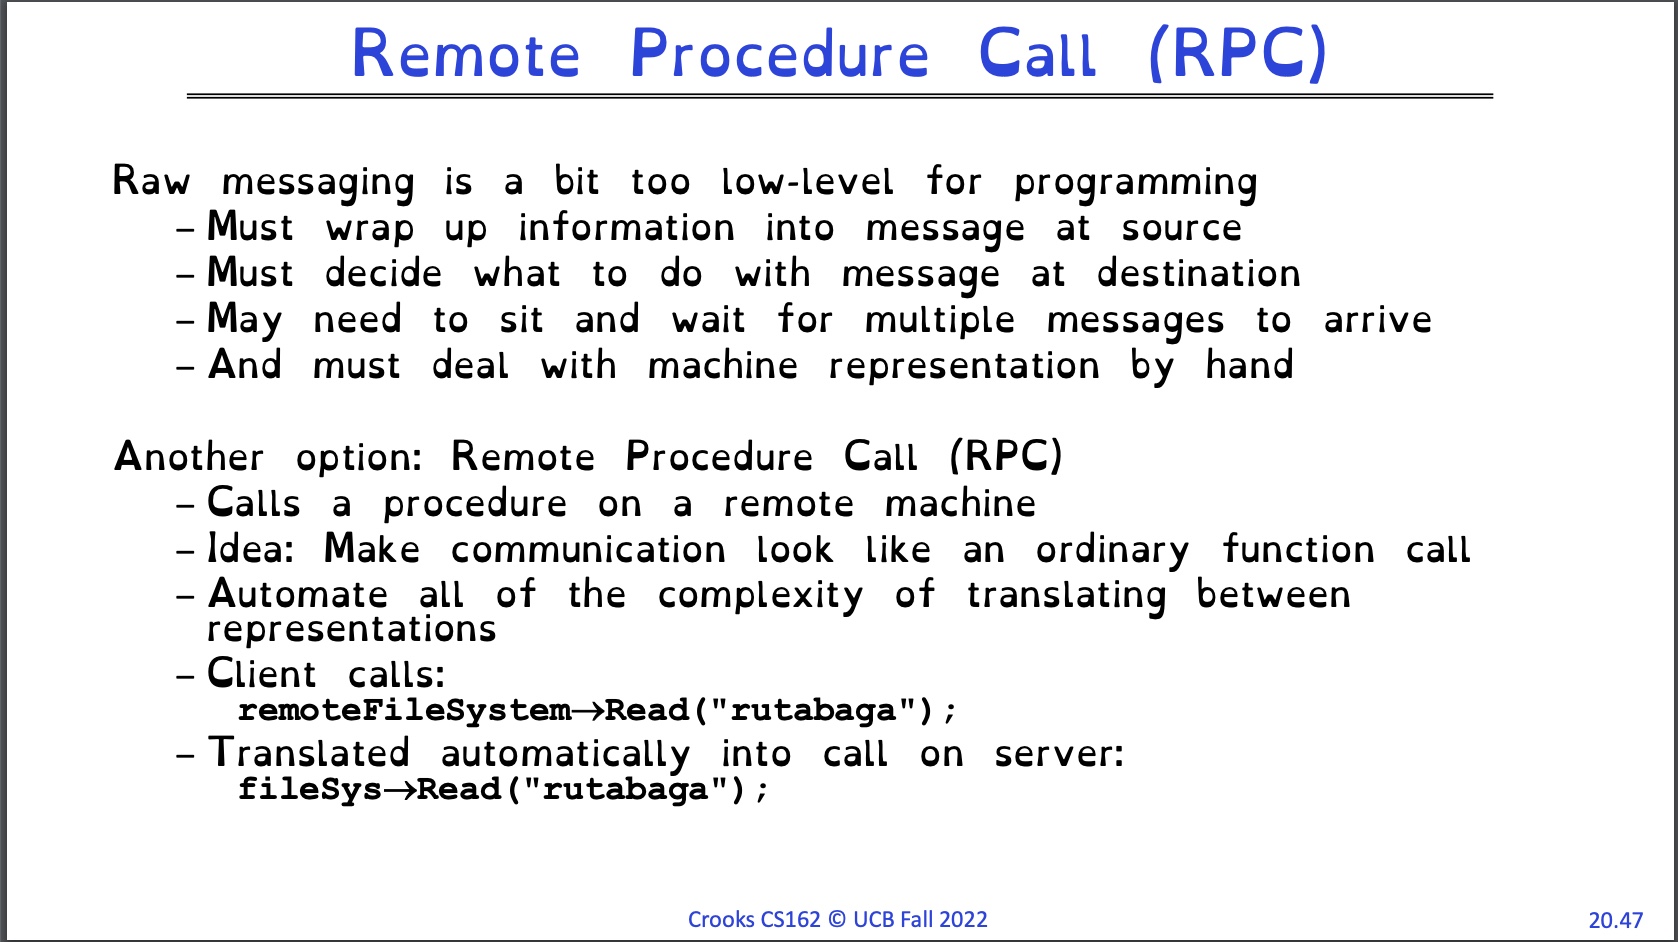 Remote Procedure Call (RPC)
Raw messaging is a bit too low-level for programming
– Must wrap up information into message at source
– Must decide what to do with message at destination
– May need to sit and wait for multiple messages to arrive
– And must deal with machine representation by hand
Another option: Remote Procedure Call (RPC)
– Calls a procedure on a remote machine
– Idea: Make communication look like an ordinary function call
– Automate all of the complexity of translating between
representations
– Client calls:
remoteFileSystem→Read("rutabaga");
– Translated automatically into call on server:
fileSys→Read("rutabaga");
Crooks CS162 © UCB Fall 2022
20.47